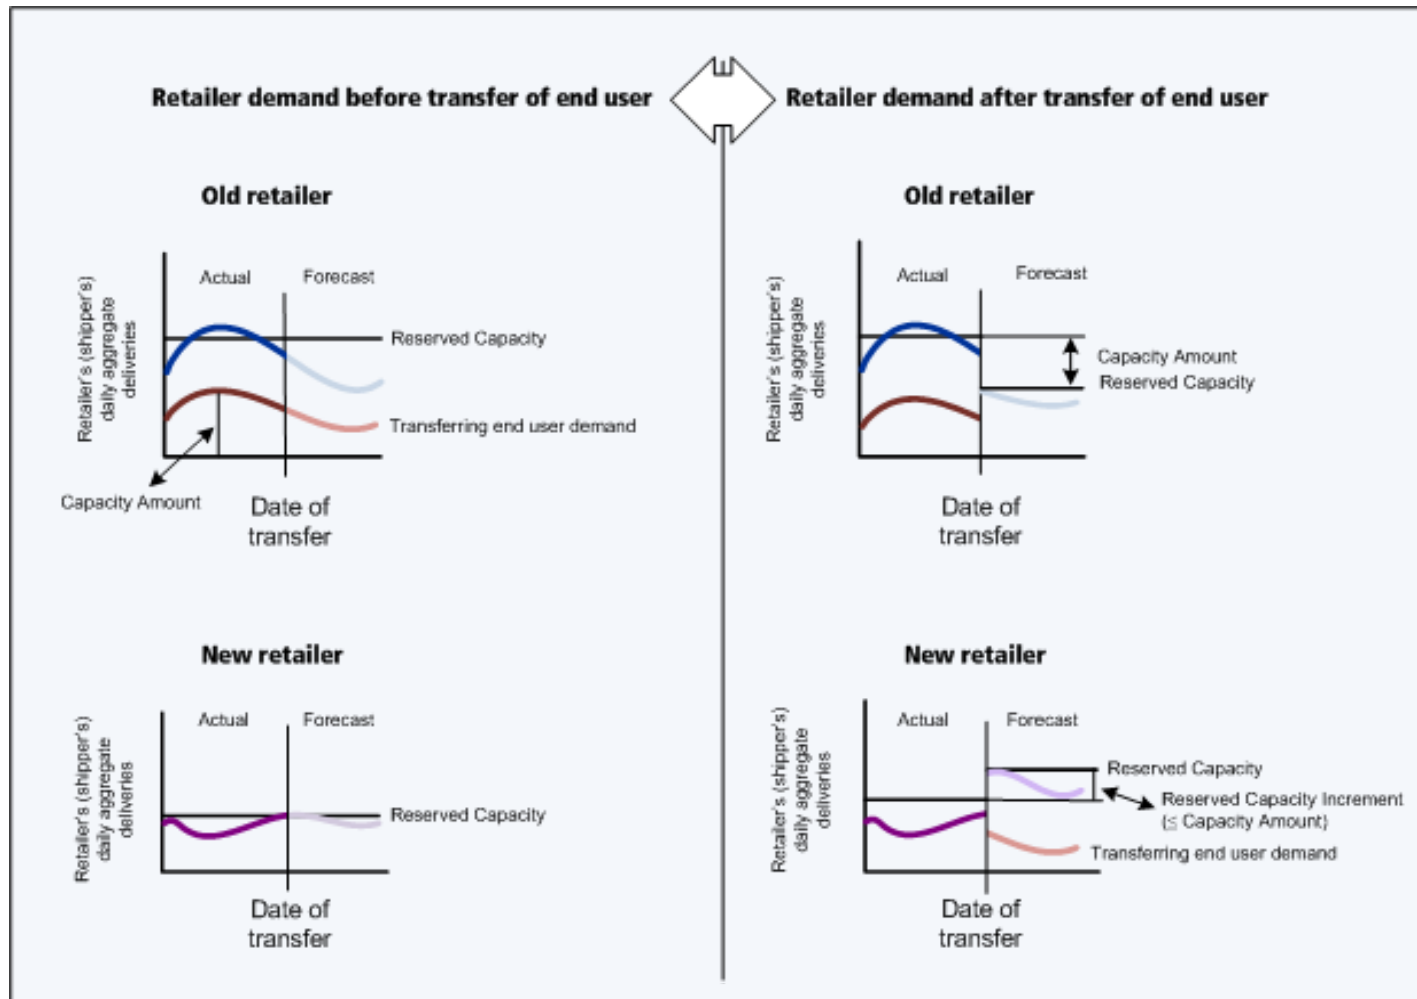 Retailer demand before transfer of end user
Retailer demand after transfer of end user
Old retailer
Retailer's (shipper's)
daily aggregate
deliveries
Actual
Forecast
Reserved Capacity
Transferring end user demand
Capacity Amount
Date of
transfer
Old retailer
Retailer's (shipper's)
daily aggregate
deliveries
Actual
Forecast
Capacity Amount
Reserved Capacity
Date of
transfer
New retailer
Retailer's (shipper's)
daily aggregate
deliveries
Actual
Forecast
Reserved Capacity
Date of
transfer
New retailer
Retailer's (shipper's)
daily aggregate
deliveries
Actual
Forecast
Reserved Capacity
Reserved Capacity Increment
(≤ Capacity Amount)
Transferring end user demand
Date of
transfer